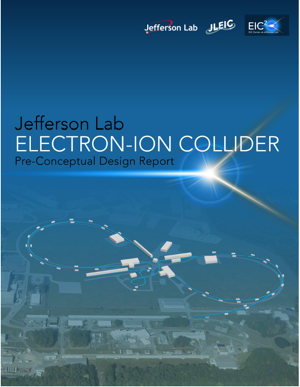 Jefferson Lab
JLEIC
EIC
Jefferson Lab
ELECTRON-ION COLLIDER
Pre-Conceptual Design Report